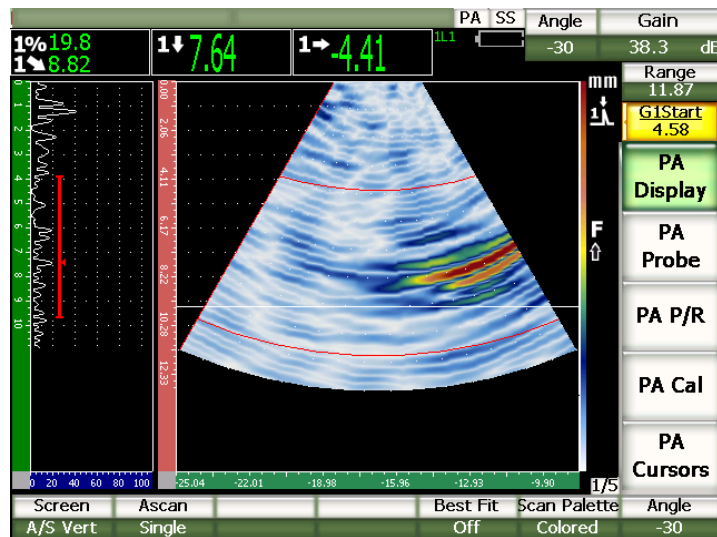 PA SS Angle Gain
1% 19.8 1 7.64 1 -4.41 1L1 -30 38.3 dB
1 8.82
Range
11.87
mm
G1Start
4.58
1
PA
Display
F
PA
Probe
PA P/R
PA Cal
PA
Cursors
1 2 3 4 5 6 7 8 9 10
0.00 2.06 4.11 6.17 8.22 10.28 12.33
0 20 40 60 80 100 -25.04 -22.01 -18.98 -15.96 -12.93 -9.90 1/5
Screen Ascan Best Fit Scan Palette Angle
A/S Vert Single Off Colored -30